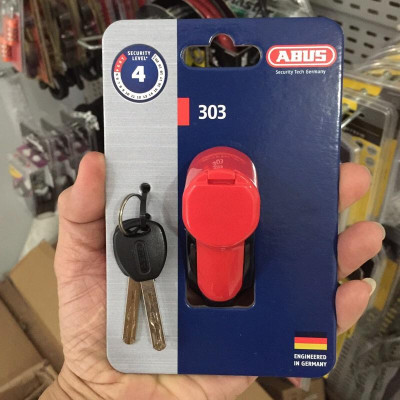 SECURITY
LEVEL
4
ABUS
Security Tech Germany
303
ENGINEERED
IN GERMANY